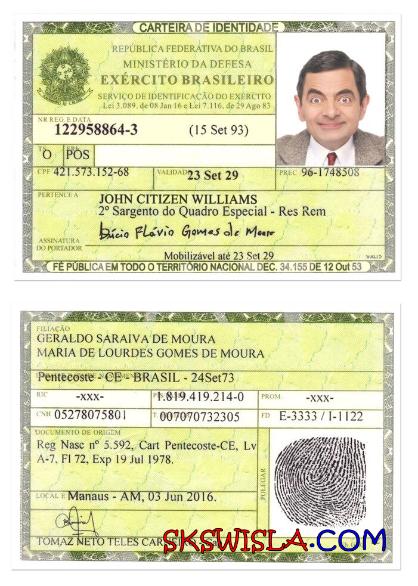 CARTEIRA DE IDENTIDADE
REPÚBLICA FEDERATIVA DO BRASIL
MINISTÉRIO DA DEFESA
EXÉRCITO BRASILEIRO
SERVIÇO DE IDENTIFICAÇÃO DO EXÉRCITO
Lei 3.089, de 08 Jan 16 e Lei 7.116, de 29 Ago 83
NR REG. E DATA
122958864-3 (15 Set 93)
TS
O POS
CPF 421.573.152-68 VALIDADE 23 Set 29 PREC 96-1748508
PERTENCE A
JOHN CITIZEN WILLIAMS
2º Sargento do Quadro Especial - Res Rem
Lúcio Flávio Gomes de Moura
ASSINATURA
DO PORTADOR
Mobilizável até 23 Set 29
FÉ PÚBLICA EM TODO O TERRITÓRIO NACIONAL DEC. 34.155 DE 12 Out 53
FILIAÇÃO
GERALDO SARAIVA DE MOURA
MARIA DE LOURDES GOMES DE MOURA
Pentecoste - CE - BRASIL - 24Set73
RIC -xxx- 1.819.419.214-0 PROM. -xxx-
CNH 05278075801 007070732305 FD E-3333 / I-1122
DOCUMENTO DE ORIGEM
Reg Nasc nº 5.592, Cart Pentecoste-CE, Lv
A-7, Fl 72, Exp 19 Jul 1978.
POLEGAR
LOCAL E Manaus - AM, 03 Jun 2016.
TOMAZ NETO TELES CARNEIRO
SKSWISLA.COM